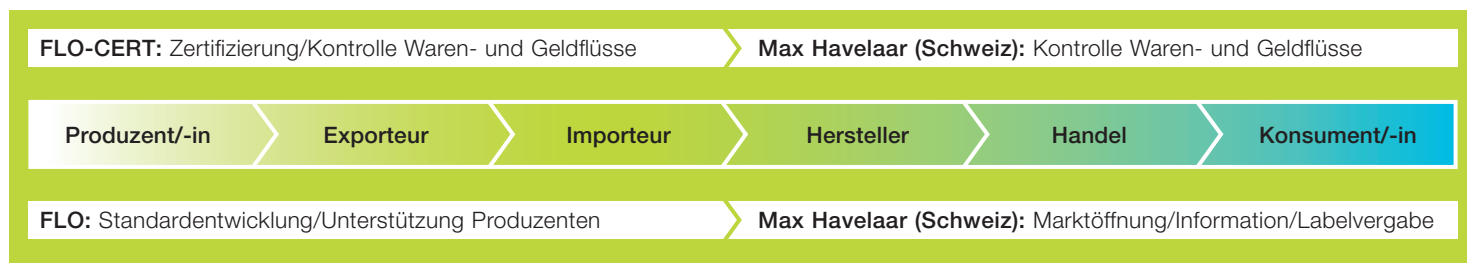 FLO-CERT: Zertifizierung/Kontrolle Waren- und Geldflüsse
Max Havelaar (Schweiz): Kontrolle Waren- und Geldflüsse
Produzent/-in
Exporteur
Importeur
Hersteller
Handel
Konsument/-in
FLO: Standardentwicklung/Unterstützung Produzenten
Max Havelaar (Schweiz): Marktöffnung/Information/Labelvergabe